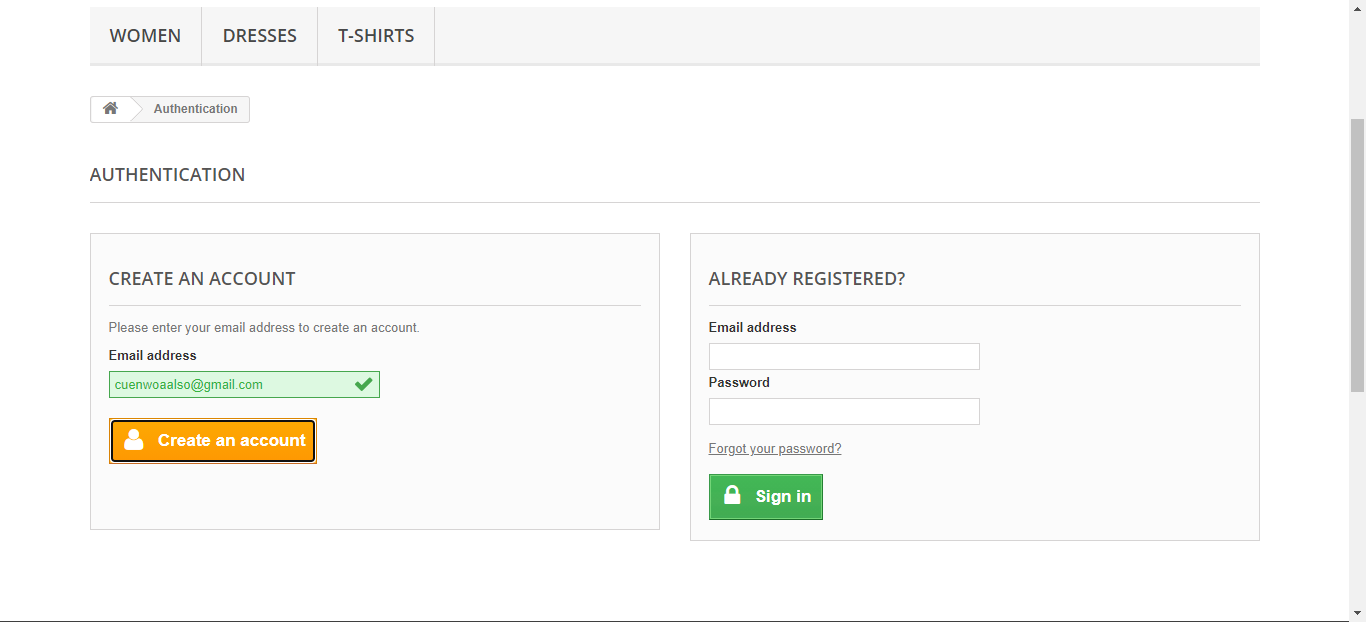 WOMEN DRESSES T-SHIRTS
Authentication
AUTHENTICATION
CREATE AN ACCOUNT
Please enter your email address to create an account.
Email address
cuenwoaalso@gmail.com
Create an account
ALREADY REGISTERED?
Email address
Password
Forgot your password?
Sign in